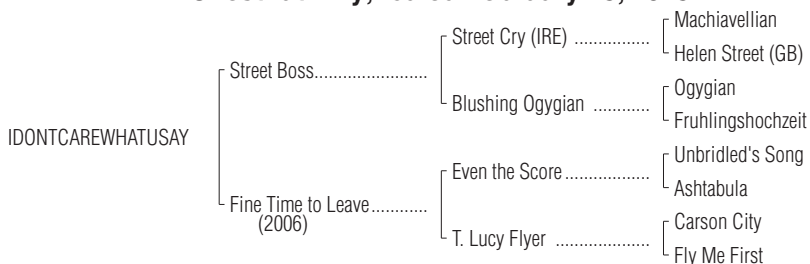 Machiavellian
Street Cry (IRE) ................
Helen Street (GB)
Street Boss........................
Ogygian
Blushing Ogygian ............
Fruhlingshochzeit
IDONTCAREWHATUSAY
Unbridled's Song
Even the Score..................
Ashtabula
Fine Time to Leave............
(2006)
Carson City
T. Lucy Flyer ....................
Fly Me First